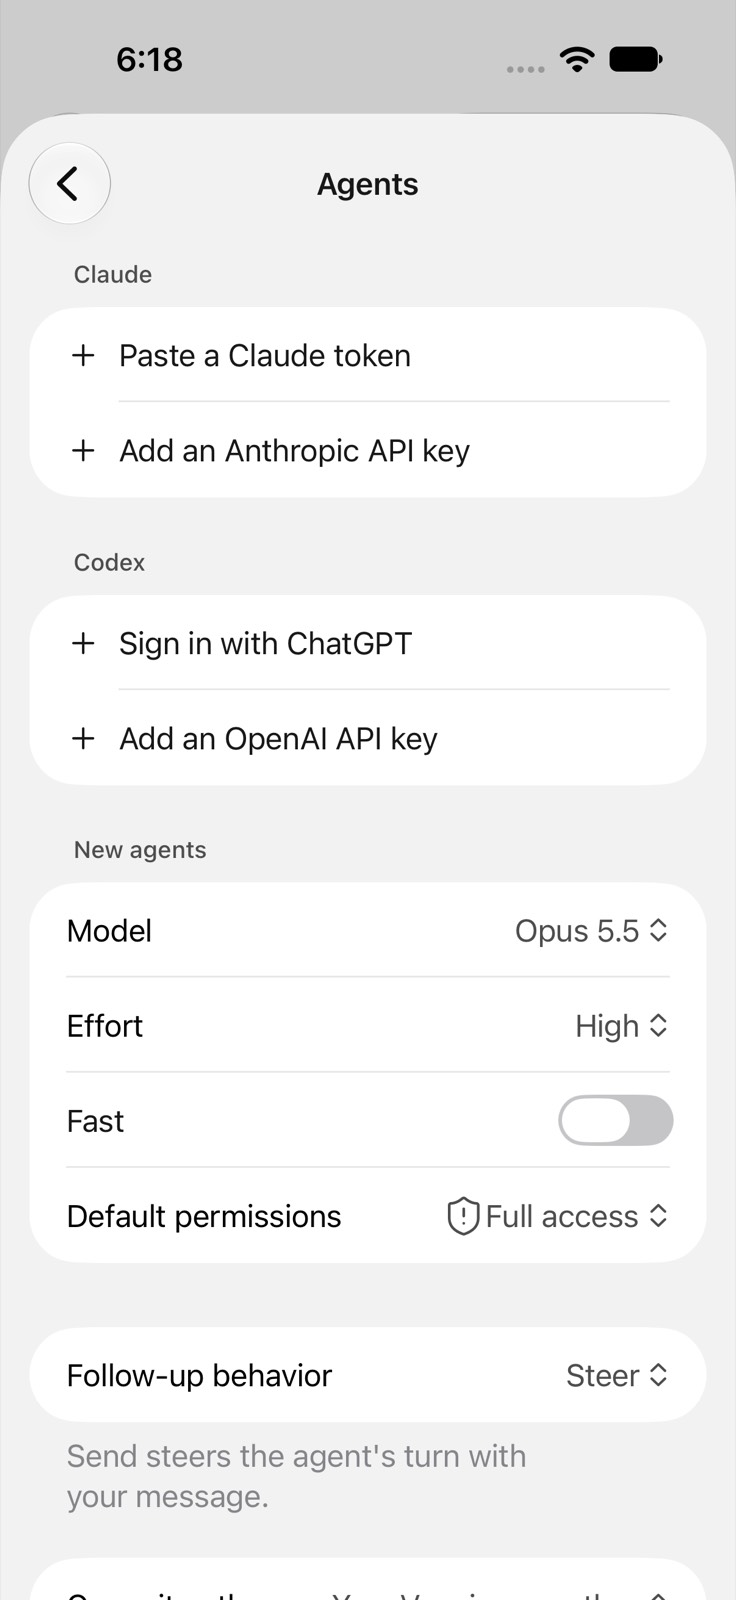 6:18
Agents
Claude
Paste a Claude token
Add an Anthropic API key
Codex
Sign in with ChatGPT
Add an OpenAI API key
New agents
Model Opus 5.5
Effort High
Fast
Default permissions Full access
Follow-up behavior Steer
Send steers the agent's turn with
your message.